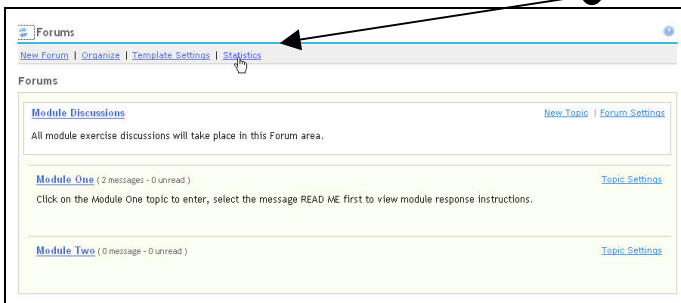 Forums
New Forum | Organize | Template Settings | Statistics
Forums
Module Discussions New Topic | Forum Settings
All module exercise discussions will take place in this Forum area.
Module One ( 2 messages - 0 unread ) Topic Settings
Click on the Module One topic to enter, select the message READ ME first to view module response instructions.
Module Two ( 0 message - 0 unread ) Topic Settings